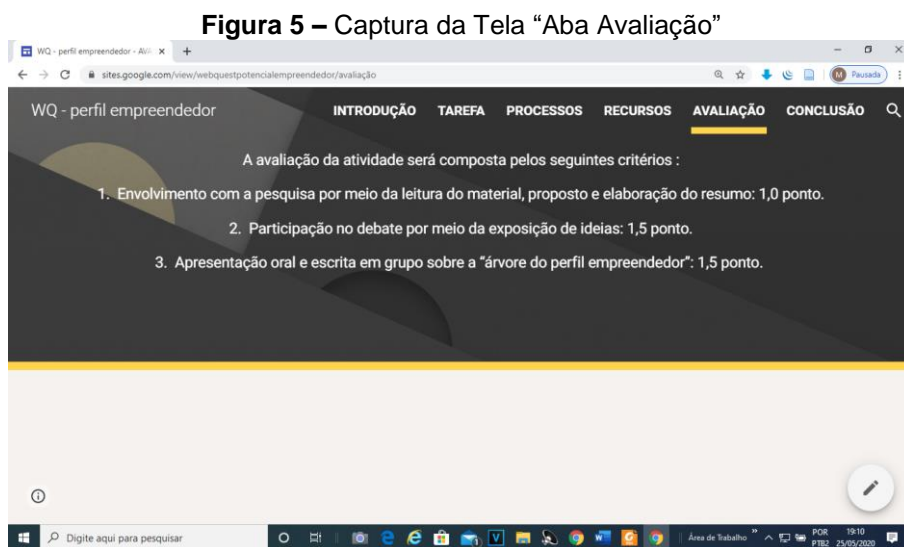 Figura 5 – Captura da Tela “Aba Avaliação”
WQ - perfil empreendedor - AVA
sites.google.com/view/webquestpotencialempreendedor/avaliação
M Pausada
WQ - perfil empreendedor INTRODUÇÃO TAREFA PROCESSOS RECURSOS AVALIAÇÃO CONCLUSÃO
A avaliação da atividade será composta pelos seguintes critérios :
1. Envolvimento com a pesquisa por meio da leitura do material, proposto e elaboração do resumo: 1,0 ponto.
2. Participação no debate por meio da exposição de ideias: 1,5 ponto.
3. Apresentação oral e escrita em grupo sobre a “árvore do perfil empreendedor”: 1,5 ponto.
Digite aqui para pesquisar Área de Trabalho POR 19:10
PTB2 25/05/2020